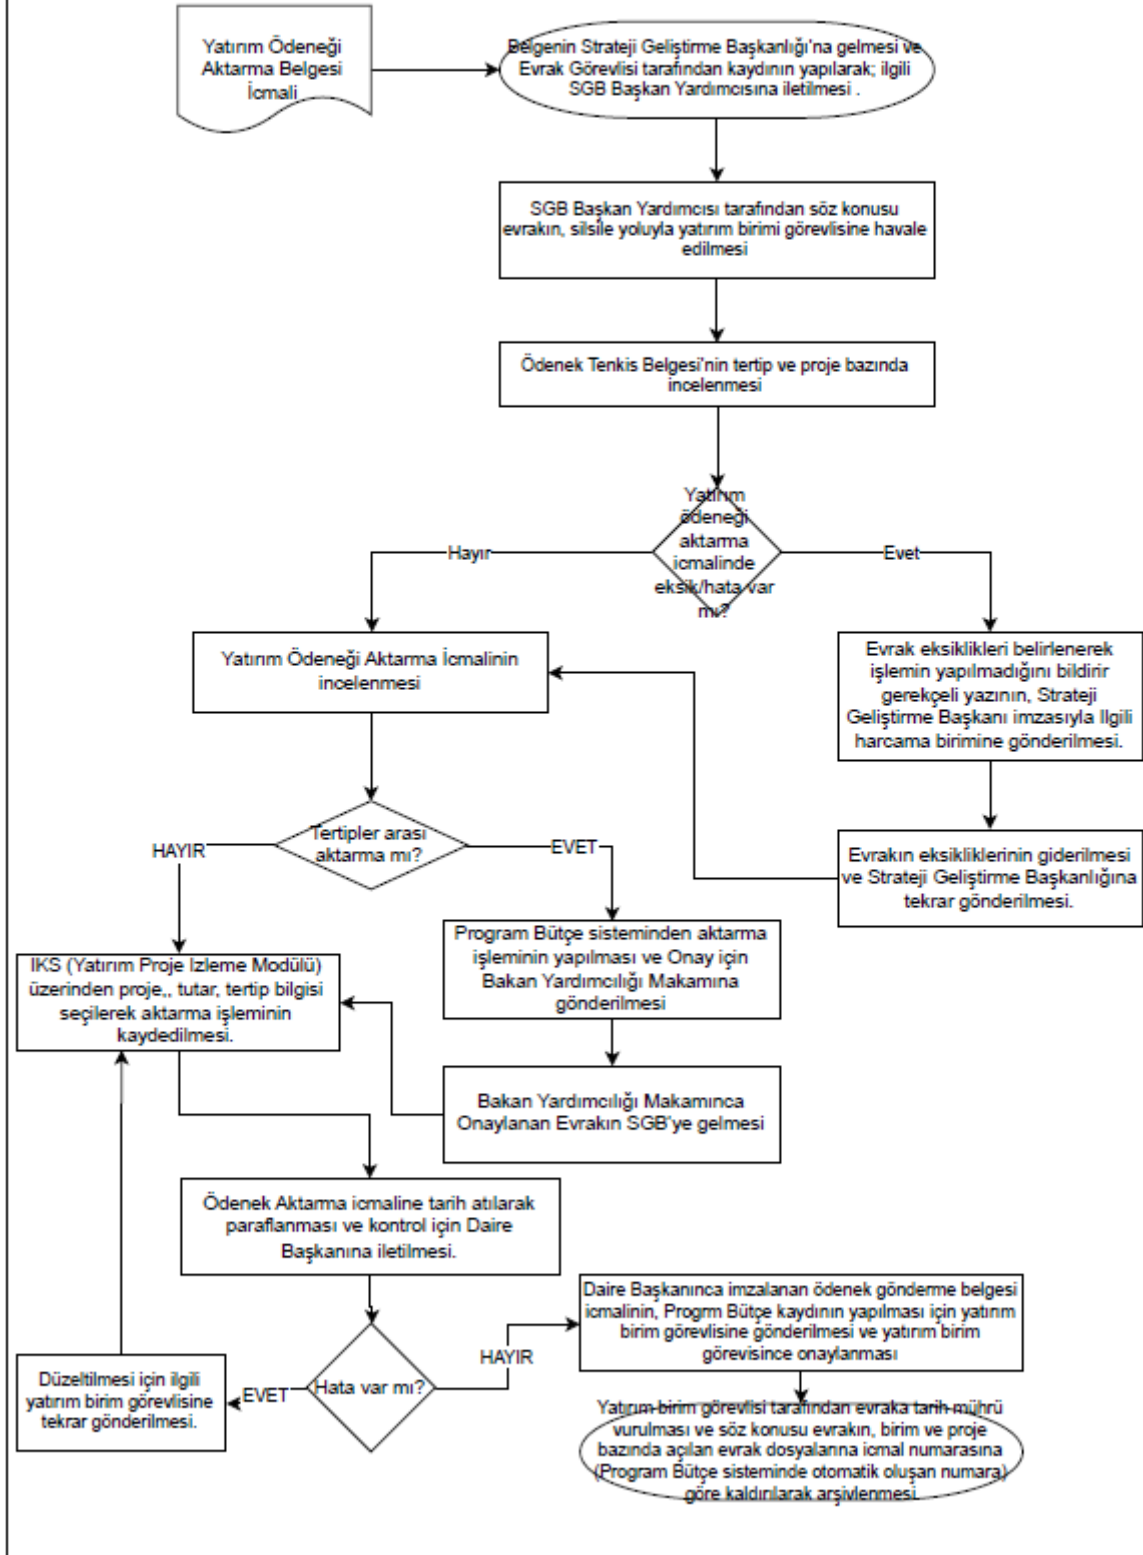 Yatırım Ödeneği
Aktarma Belgesi
İcmali
Belgenin Strateji Geliştirme Başkanlığı'na gelmesi ve
Evrak Görevlisi tarafından kaydının yapılarak; ilgili
SGB Başkan Yardımcısına iletilmesi .
SGB Başkan Yardımcısı tarafından söz konusu
evrakın, silsile yoluyla yatırım birimi görevlisine havale
edilmesi
Ödenek Tenkis Belgesi'nin tertip ve proje bazında
incelenmesi
Yatırım
ödeneği
aktarma
icmalinde
eksik/hata var
mı?
Hayır
Evet
Yatırım Ödeneği Aktarma İcmalinin
incelenmesi
Evrak eksiklikleri belirlenerek
işlemin yapılmadığını bildirir
gerekçeli yazının, Strateji
Geliştirme Başkanı imzasıyla Ilgili
harcama birimine gönderilmesi.
Tertipler arası
aktarma mı?
HAYIR
EVET
Evrakın eksikliklerinin giderilmesi
ve Strateji Geliştirme Başkanlığına
tekrar gönderilmesi.
Program Bütçe sisteminden aktarma
işleminin yapılması ve Onay için
Bakan Yardımcılığı Makamına
gönderilmesi
IKS (Yatırım Proje Izleme Modülü)
üzerinden proje,, tutar, tertip bilgisi
seçilerek aktarma işleminin
kaydedilmesi.
Bakan Yardımcılığı Makamınca
Onaylanan Evrakın SGB'ye gelmesi
Ödenek Aktarma icmaline tarih atılarak
paraflanması ve kontrol için Daire
Başkanına iletilmesi.
Daire Başkanınca imzalanan ödenek gönderme belgesi
icmalinin, Progrm Bütçe kaydının yapılması için yatırım
birim görevlisine gönderilmesi ve yatırım birim
görevisince onaylanması
HAYIR
Hata var mı?
EVET
Düzeltilmesi için ilgili
yatırım birim görevlisine
tekrar gönderilmesi.
Yatırım birim görevlisi tarafından evraka tarih mührü
vurulması ve söz konusu evrakın, birim ve proje
bazında açılan evrak dosyalarına icmal numarasına
(Program Bütçe sisteminde otomatik oluşan numara)
göre kaldırılarak arşivlenmesi.